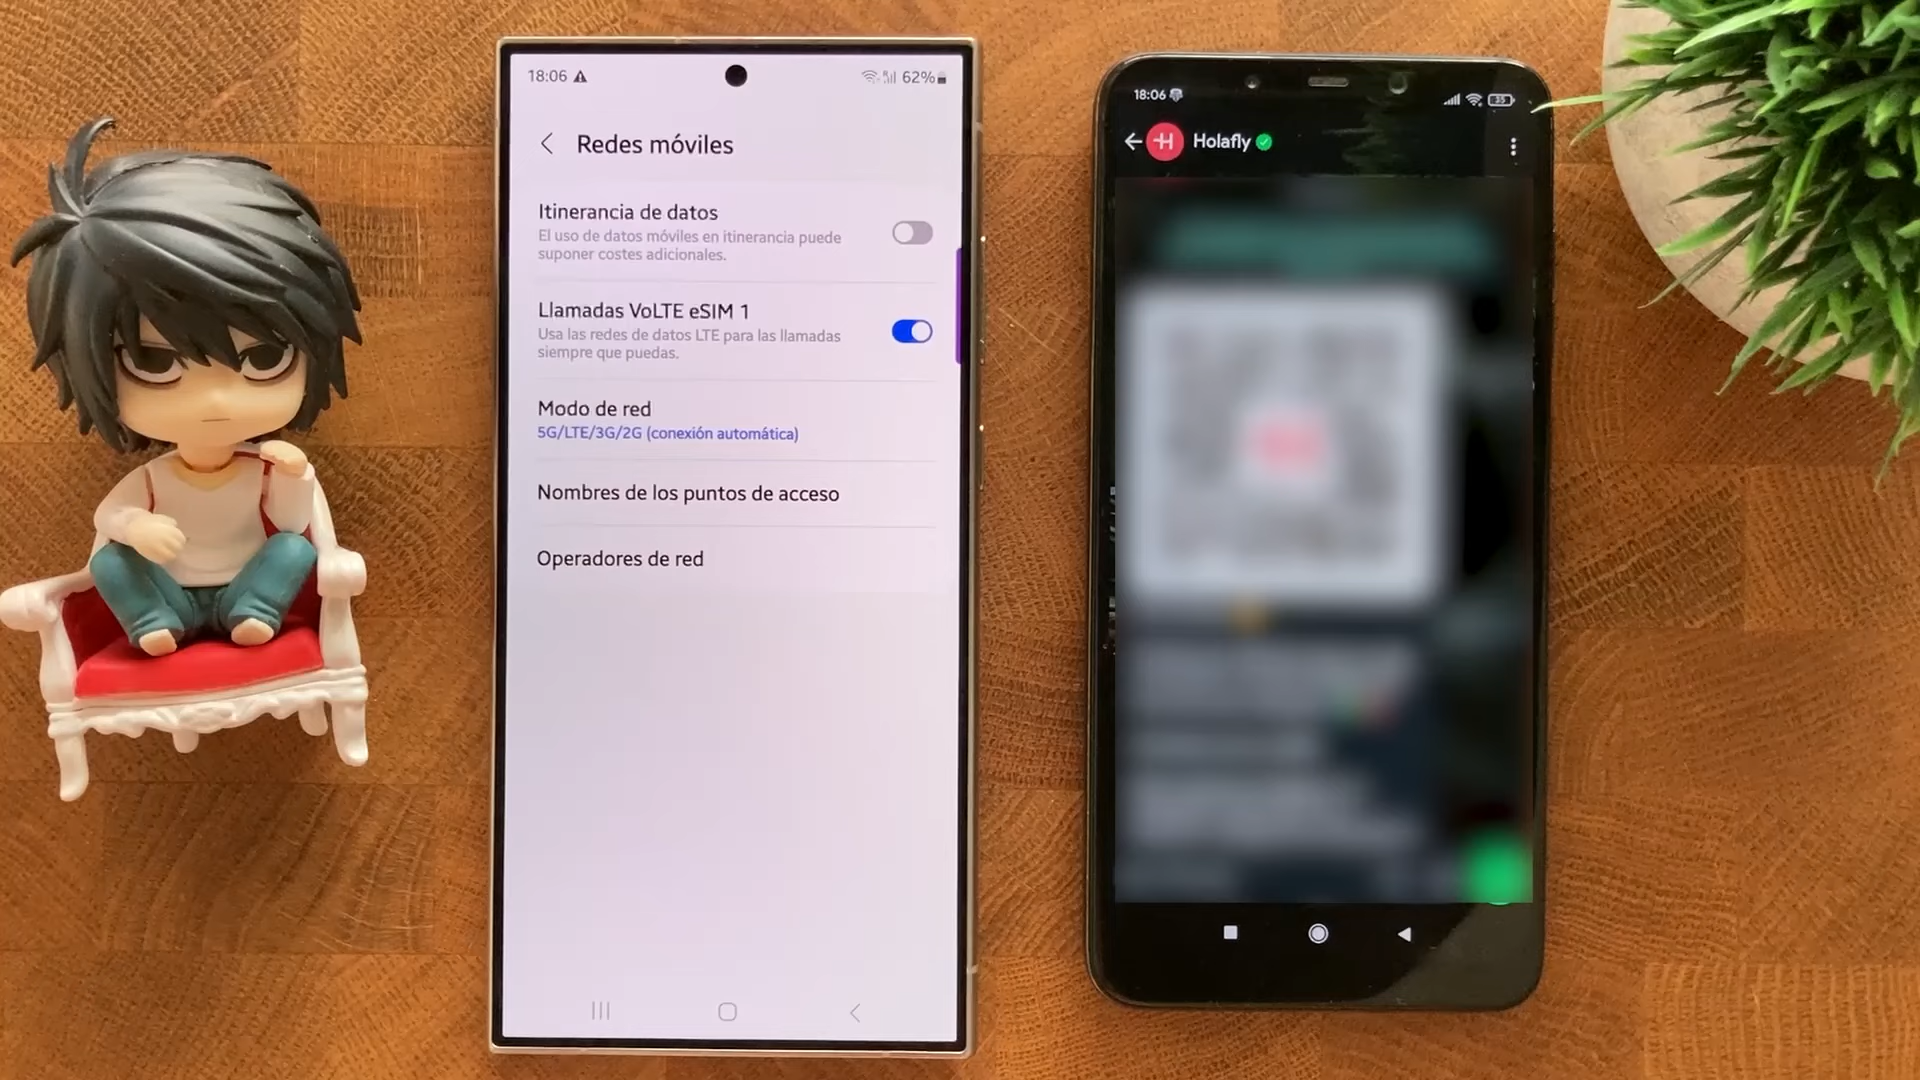 18:06
62%
Redes móviles
Itinerancia de datos
El uso de datos móviles en itinerancia puede
suponer costes adicionales.
Llamadas VoLTE eSIM 1
Usa las redes de datos LTE para las llamadas
siempre que puedas.
Modo de red
5G/LTE/3G/2G (conexión automática)
Nombres de los puntos de acceso
Operadores de red
18:06
35
H
Holafly